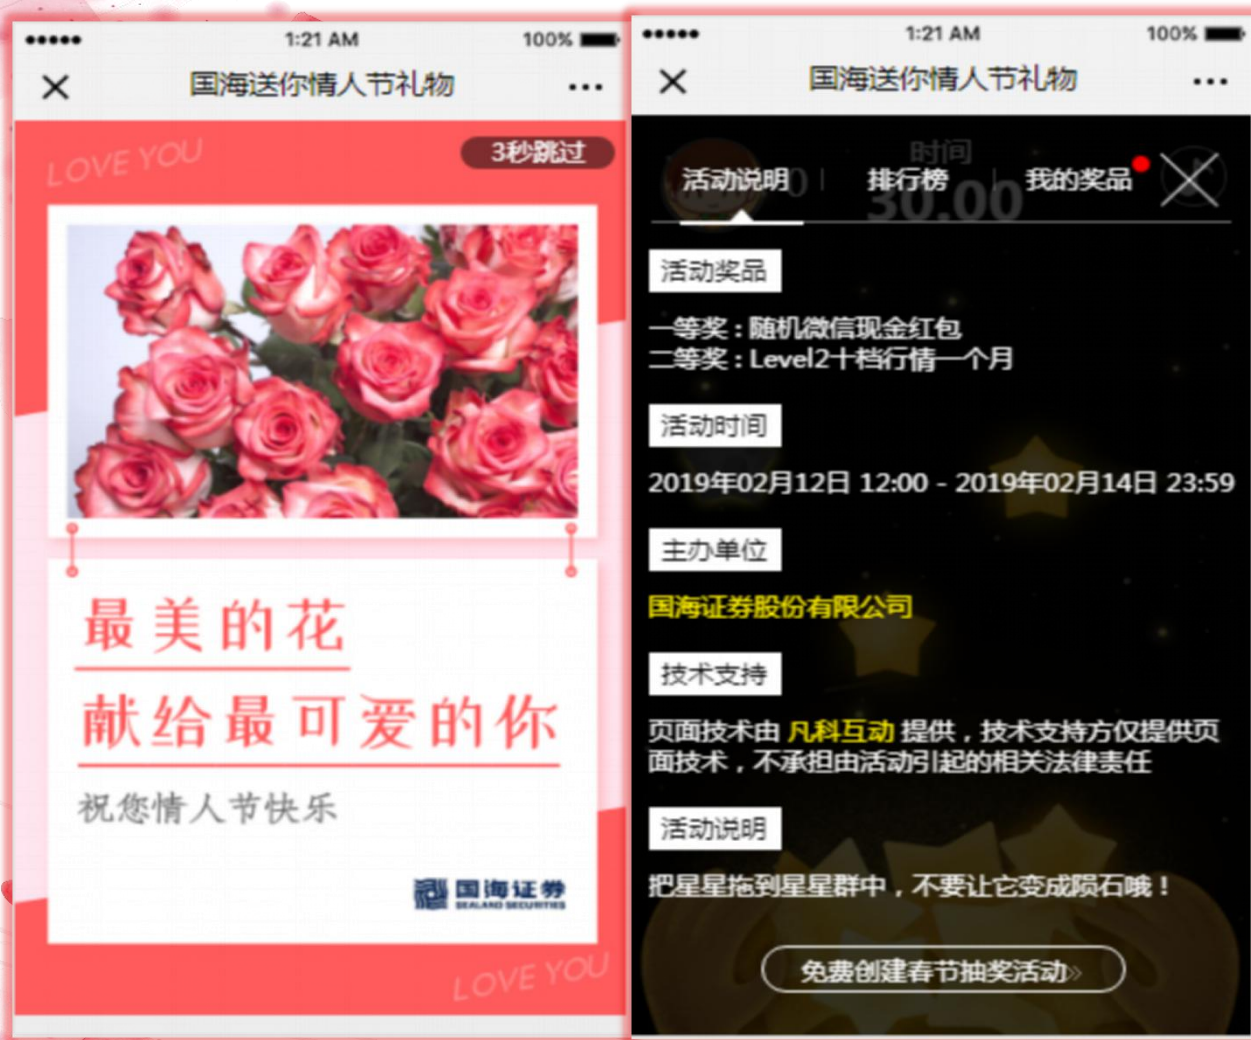 1:21 AM
100%
国海送你情人节礼物
LOVE YOU
3秒跳过
最美的花
献给最可爱的你
祝您情人节快乐
国海证券
SEALAND SECURITIES
LOVE YOU
1:21 AM
100%
国海送你情人节礼物
时间
30.00
活动说明
排行榜
我的奖品
活动奖品
一等奖：随机微信现金红包
二等奖：Level2十档行情一个月
活动时间
2019年02月12日 12:00 - 2019年02月14日 23:59
主办单位
国海证券股份有限公司
技术支持
页面技术由 凡科互动 提供，技术支持方仅提供页
面技术，不承担由活动引起的相关法律责任
活动说明
把星星拖到星星群中，不要让它变成陨石哦！
免费创建春节抽奖活动»